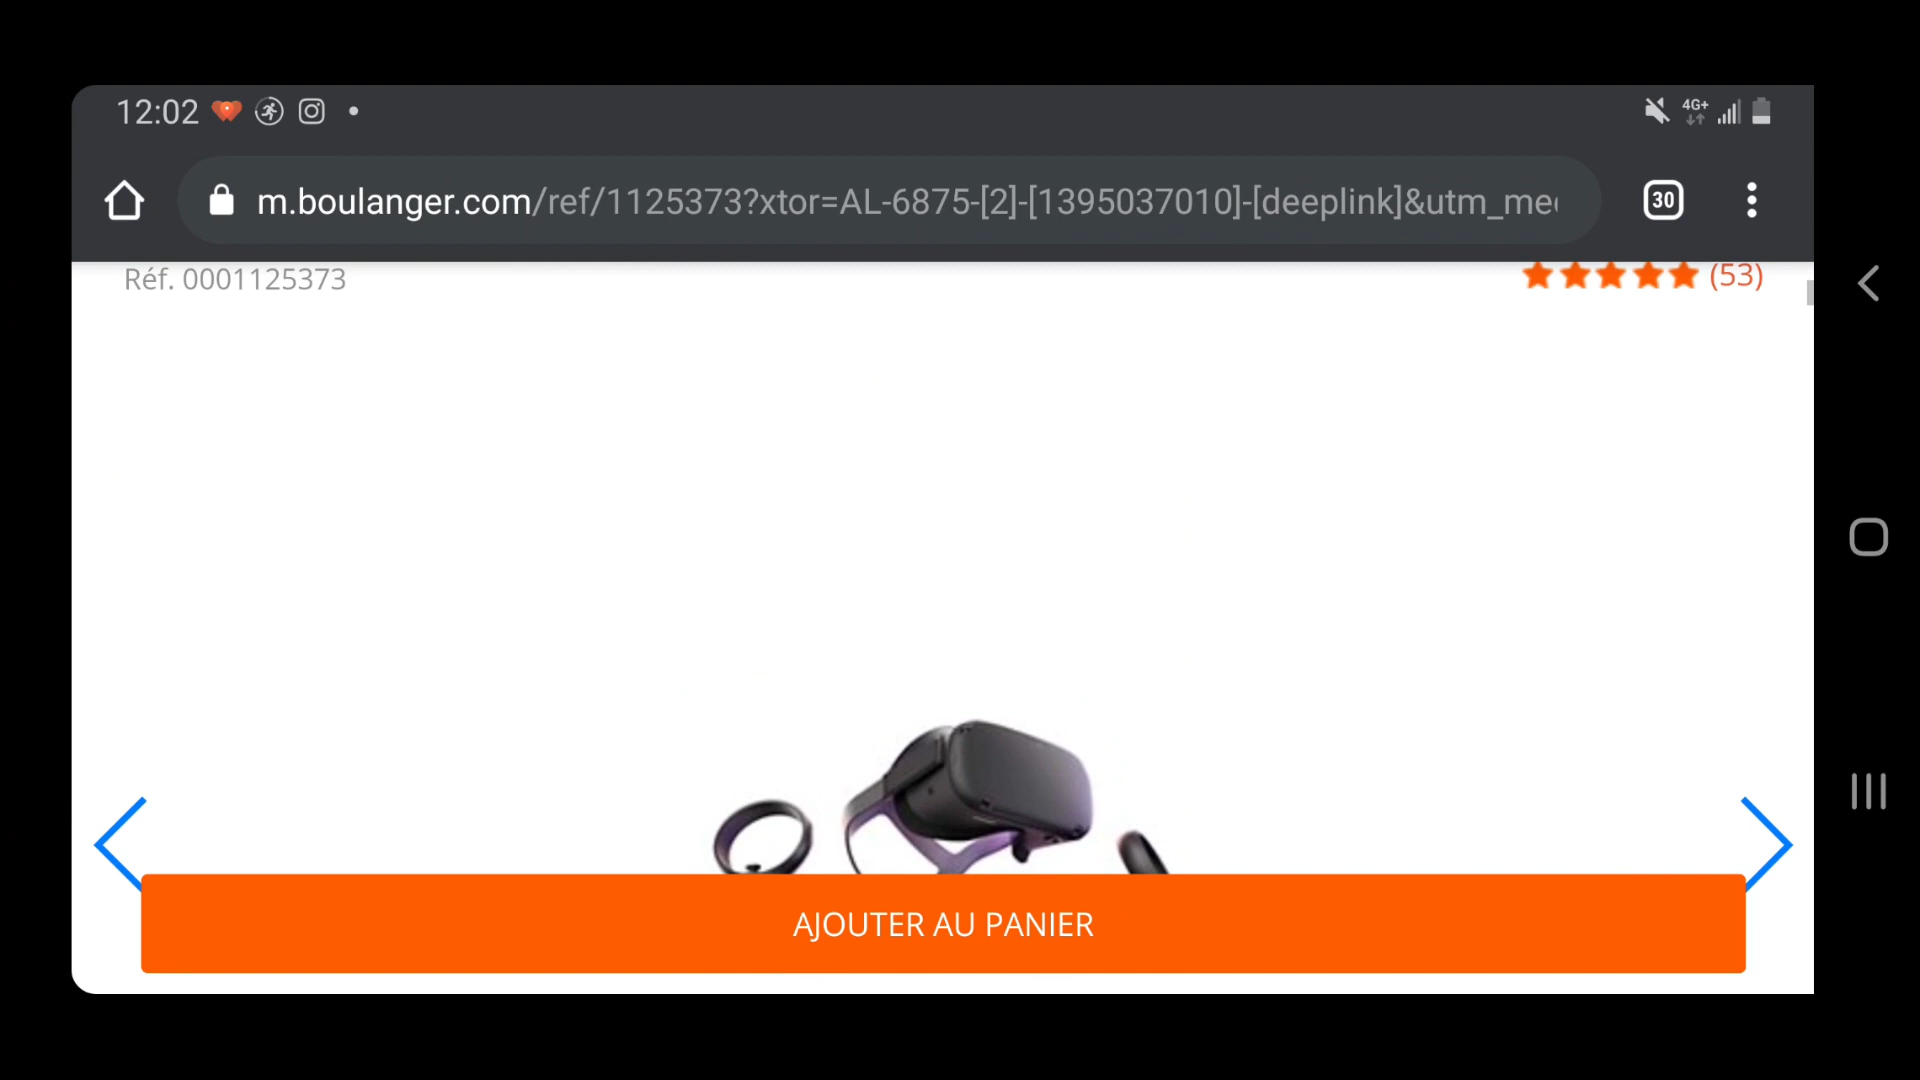 12:02
4G+
m.boulanger.com/ref/1125373?xtor=AL-6875-[2]-[1395037010]-[deeplink]&utm_me
30
Réf. 0001125373
(53)
AJOUTER AU PANIER